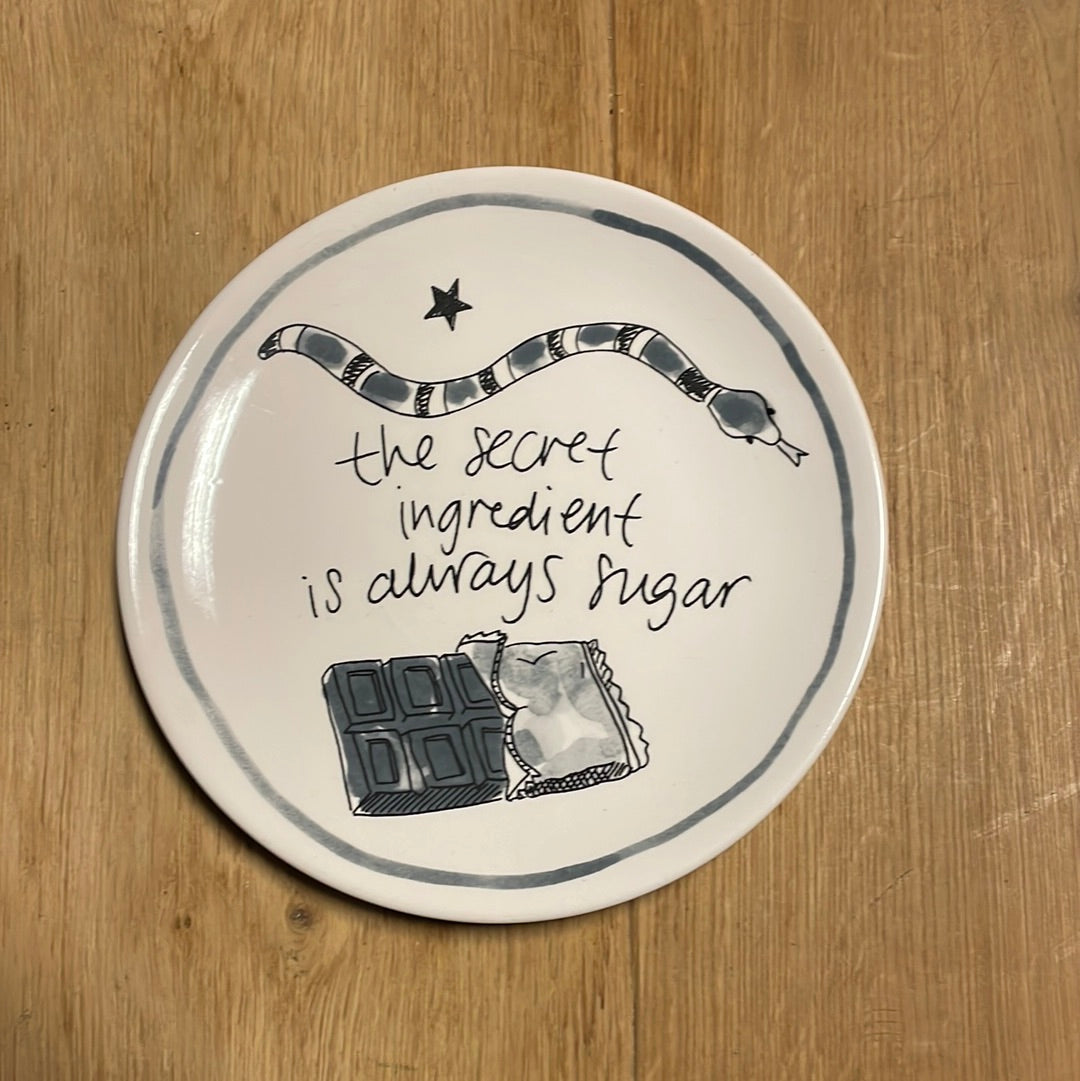 the secret
ingredient
is always sugar